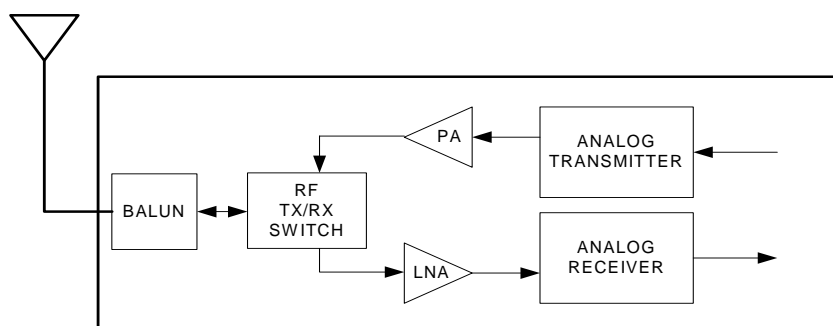 PA
ANALOG
TRANSMITTER
BALUN
RF
TX/RX
SWITCH
LNA
ANALOG
RECEIVER